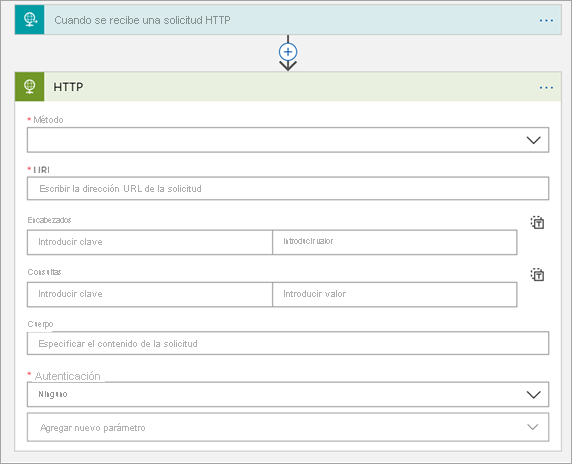 Cuando se recibe una solicitud HTTP
HTTP
* Método
* URI
Escribir la dirección URL de la solicitud
Encabezados
Introducir clave Introducir valor
Consultas
Introducir clave Introducir valor
Cuerpo
Especificar el contenido de la solicitud
* Autenticación
Ninguno
Agregar nuevo parámetro